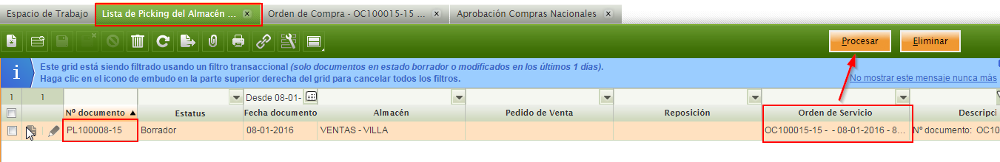 Espacio de Trabajo
Lista de Picking del Almacén ...
Orden de Compra - OC100015-15 ...
Aprobación Compras Nacionales
Procesar
Eliminar
Este grid está siendo filtrado usando un filtro transaccional (solo documentos en estado borrador o modificados en los últimos 1 días).
Haga clic en el icono de embudo en la parte superior derecha del grid para cancelar todos los filtros.
No mostrar este mensaje nunca más
1 1 Desde 08-01-
Nº documento Estatus Fecha documento Almacén Pedido de Venta Reposición Orden de Servicio Descripci
PL100008-15 Borrador 08-01-2016 VENTAS - VILLA OC100015-15 - - 08-01-2016 - 8... Nº documento: OC10